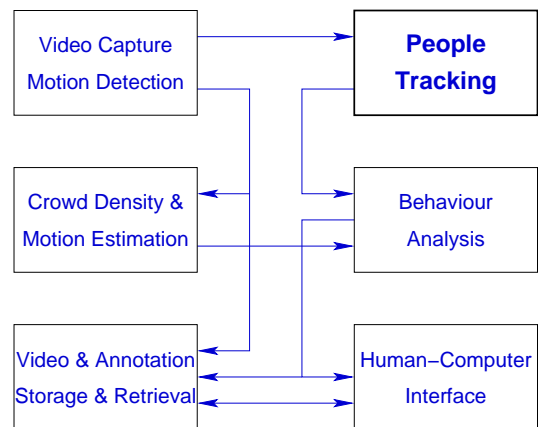 Video Capture
Motion Detection
People
Tracking
Crowd Density &
Motion Estimation
Behaviour
Analysis
Video & Annotation
Storage & Retrieval
Human−Computer
Interface